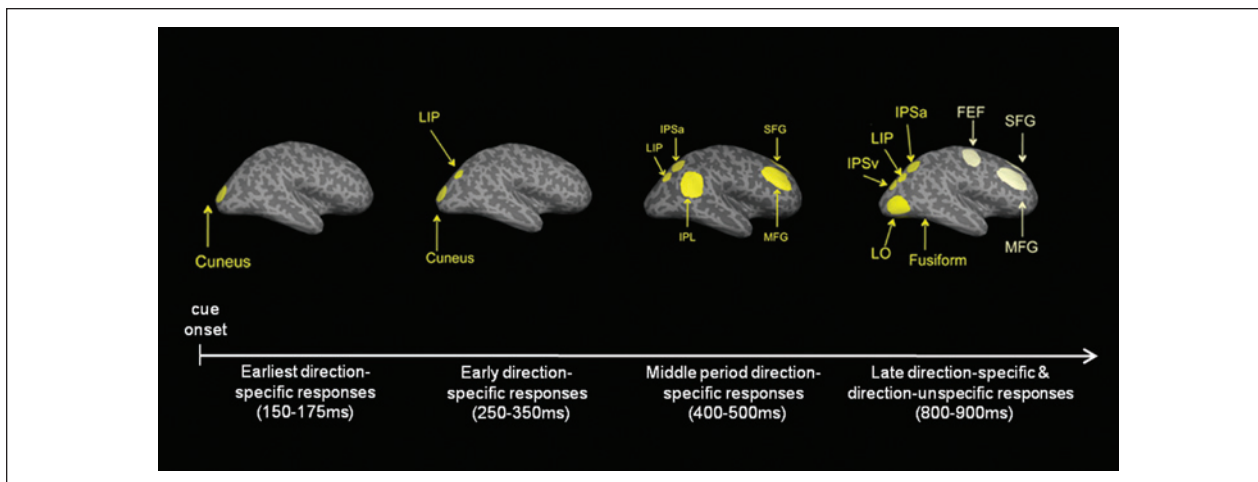 LIP
Cuneus
Cuneus
LIP
IPSa
SFG
IPL
MFG
IPSv
LIP
IPSa
FEF
SFG
LO
Fusiform
MFG
cue
onset
Earliest direction-
specific responses
(150-175ms)
Early direction-
specific responses
(250-350ms)
Middle period direction-
specific responses
(400-500ms)
Late direction-specific &
direction-unspecific responses
(800-900ms)